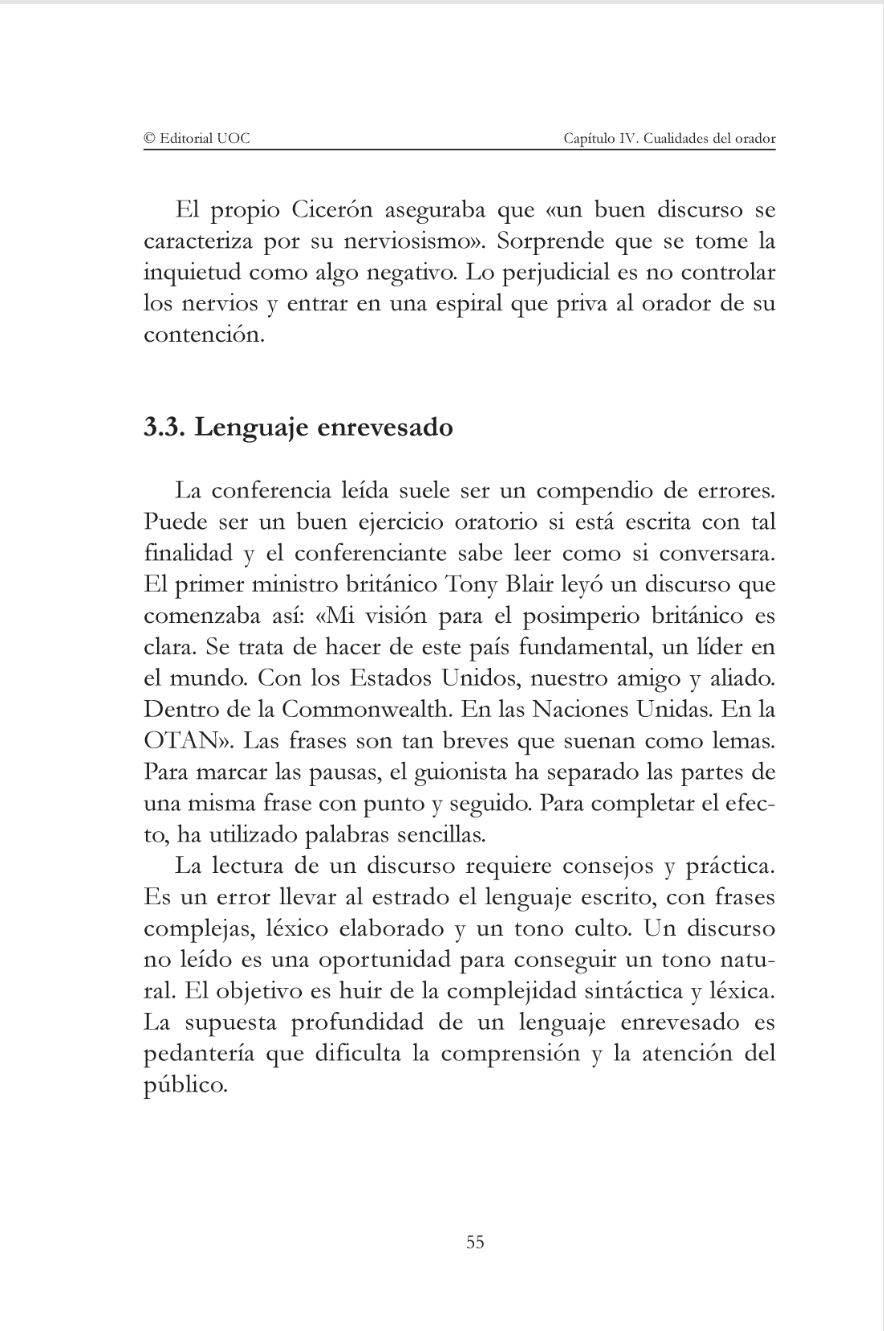 © Editorial UOC
Capítulo IV. Cualidades del orador
El propio Cicerón aseguraba que «un buen discurso se
caracteriza por su nerviosismo». Sorprende que se tome la
inquietud como algo negativo. Lo perjudicial es no controlar
los nervios y entrar en una espiral que priva al orador de su
contención.
3.3. Lenguaje enrevesado
La conferencia leída suele ser un compendio de errores.
Puede ser un buen ejercicio oratorio si está escrita con tal
finalidad y el conferenciante sabe leer como si conversara.
El primer ministro británico Tony Blair leyó un discurso que
comenzaba así: «Mi visión para el posimperio británico es
clara. Se trata de hacer de este país fundamental, un líder en
el mundo. Con los Estados Unidos, nuestro amigo y aliado.
Dentro de la Commonwealth. En las Naciones Unidas. En la
OTAN». Las frases son tan breves que suenan como lemas.
Para marcar las pausas, el guionista ha separado las partes de
una misma frase con punto y seguido. Para completar el efec-
to, ha utilizado palabras sencillas.
La lectura de un discurso requiere consejos y práctica.
Es un error llevar al estrado el lenguaje escrito, con frases
complejas, léxico elaborado y un tono culto. Un discurso
no leído es una oportunidad para conseguir un tono natu-
ral. El objetivo es huir de la complejidad sintáctica y léxica.
La supuesta profundidad de un lenguaje enrevesado es
pedantería que dificulta la comprensión y la atención del
público.
55